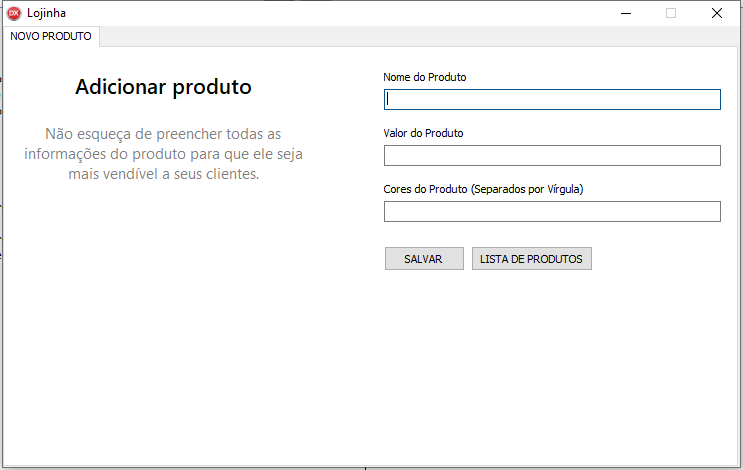 DX Lojinha
NOVO PRODUTO
Adicionar produto
Não esqueça de preencher todas as
informações do produto para que ele seja
mais vendível a seus clientes.
Nome do Produto
Valor do Produto
Cores do Produto (Separados por Vírgula)
SALVAR LISTA DE PRODUTOS